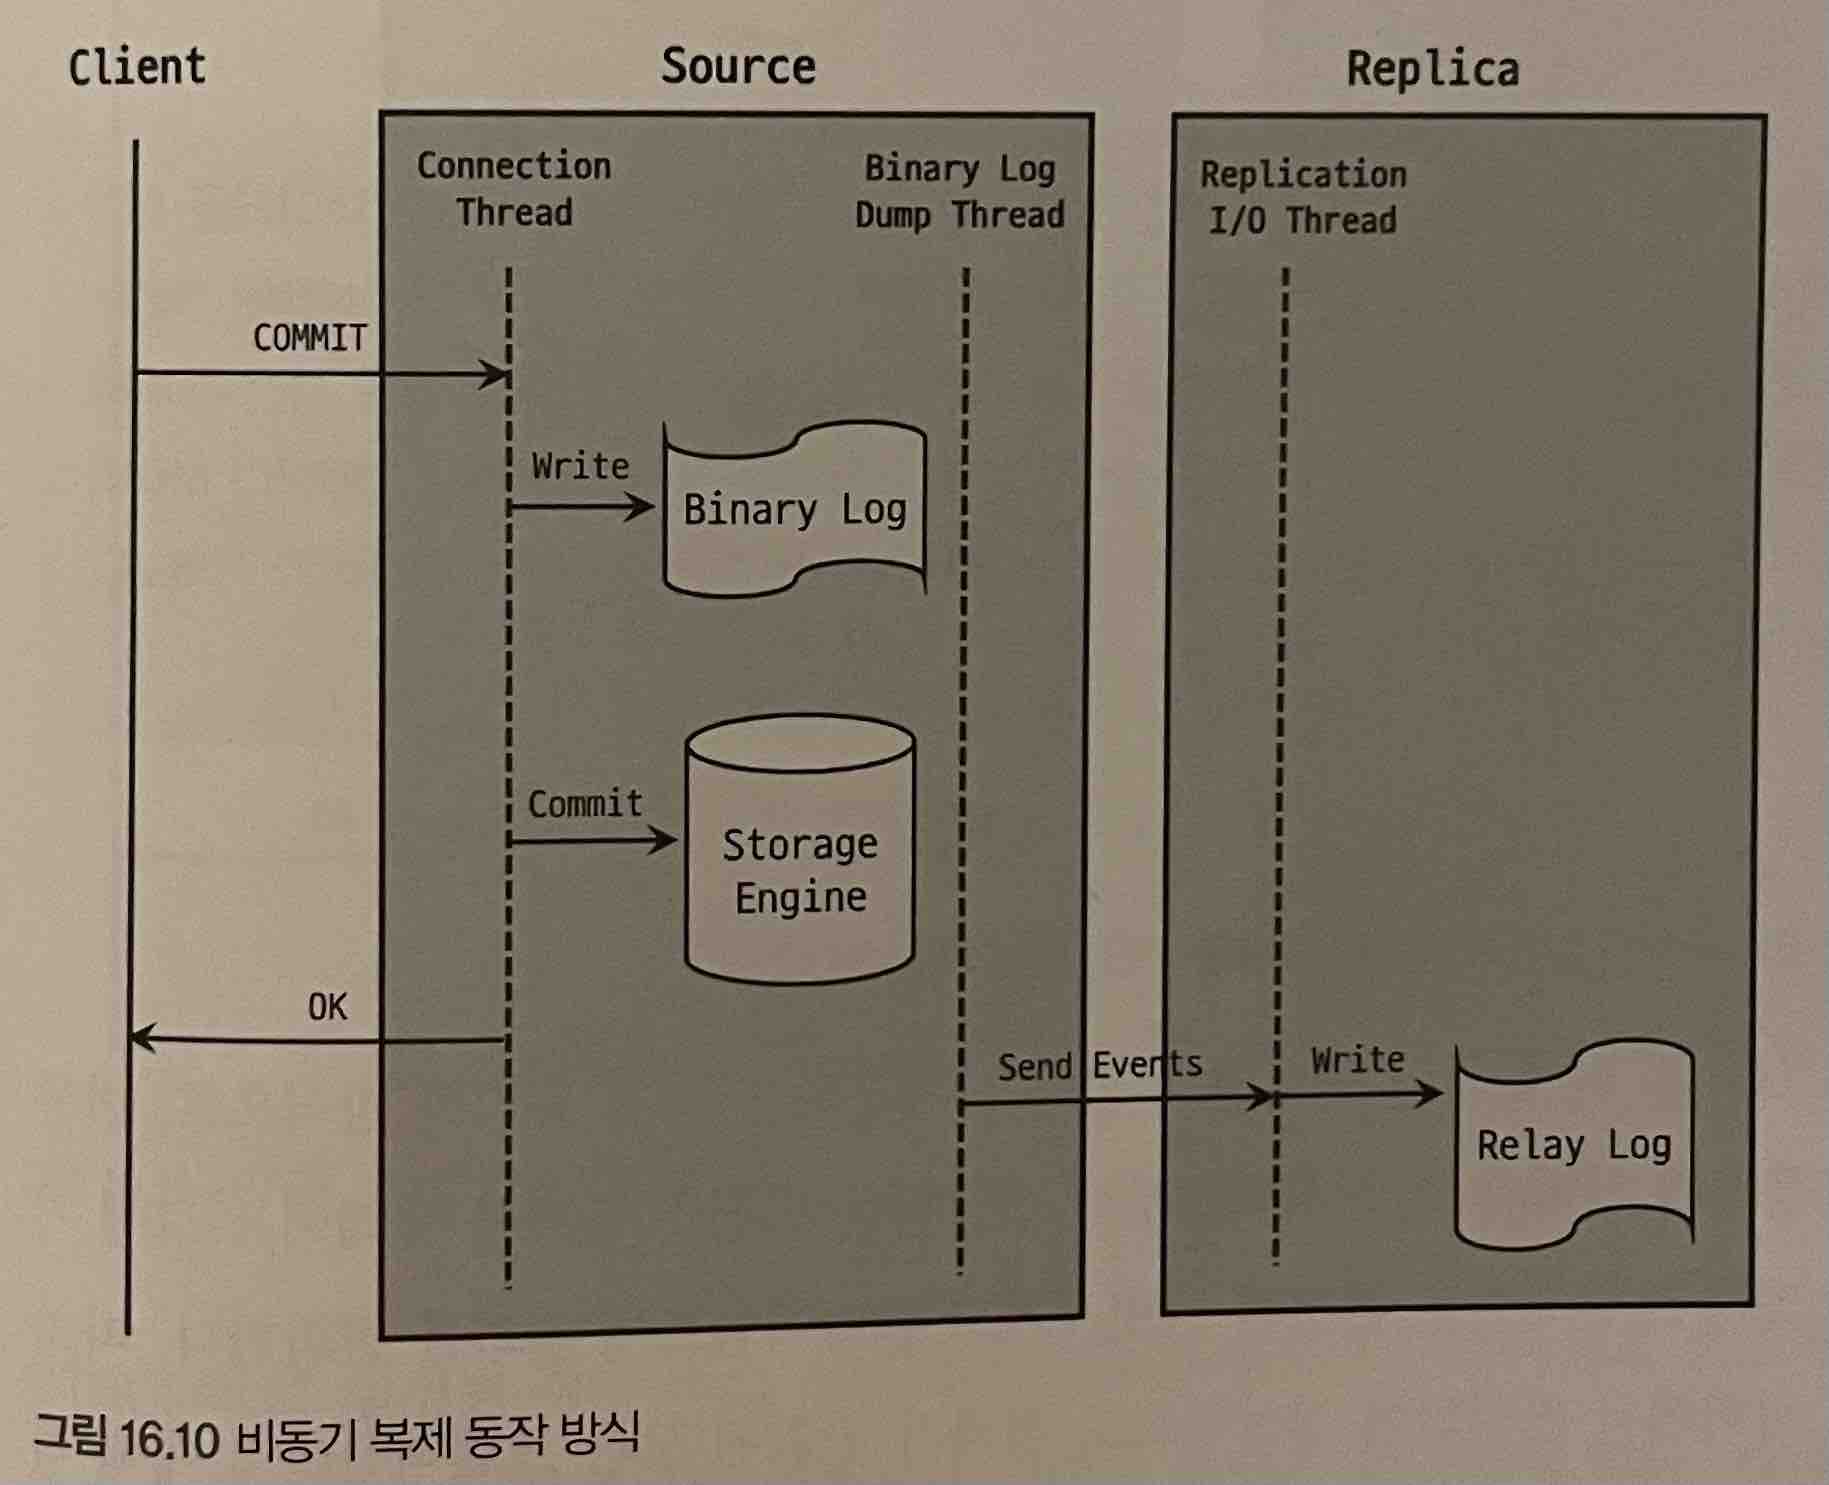 Client
Source
Replica
Connection
Thread
Binary Log
Dump Thread
Replication
I/O Thread
COMMIT
Write
Binary Log
Commit
Storage
Engine
OK
Send Events
Write
Relay Log
그림 16.10 비동기 복제 동작 방식